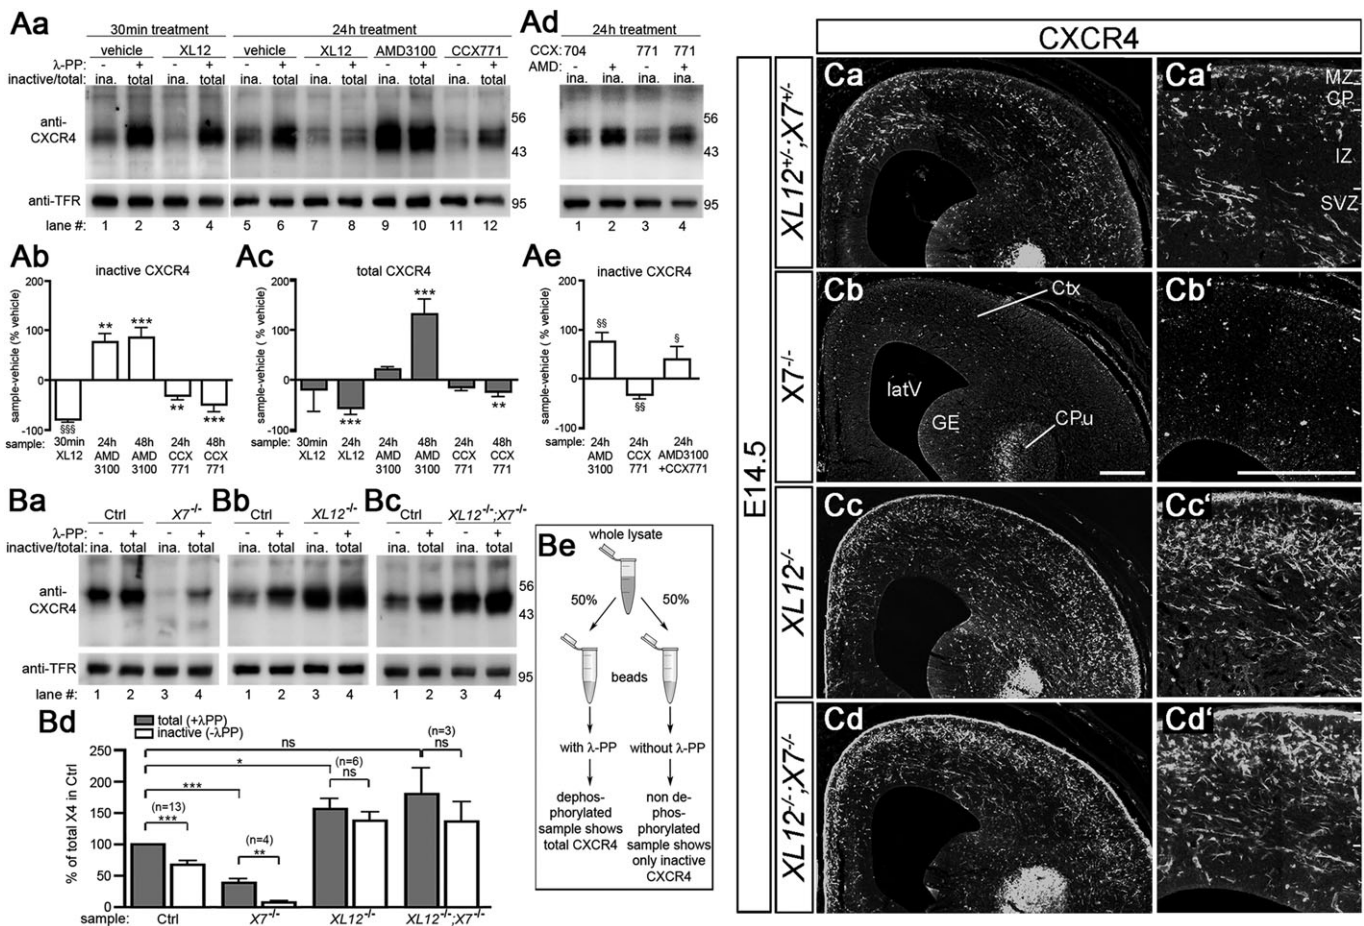 Aa
30min treatment
24h treatment
vehicle
XL12
vehicle
XL12
AMD3100
CCX771
λ-PP: - + - + - + - + - + - +
inactive/total: ina. total ina. total ina. total ina. total ina. total ina. total
anti-
CXCR4
56
43
anti-TFR
95
lane #: 1 2 3 4 5 6 7 8 9 10 11 12
Ad
24h treatment
CCX: 704 771 771
AMD: - + - +
ina. ina. ina. ina.
56
43
95
1 2 3 4
Ab
inactive CXCR4
sample-vehicle (% vehicle)
200
100
0
-100
§§§
**
***
**
***
sample: 30min 24h 48h 24h 48h
XL12 AMD AMD CCX CCX
3100 3100 771 771
Ac
total CXCR4
sample-vehicle ( % vehicle)
200
100
0
-100
***
***
**
sample: 30min 24h 24h 48h 24h 48h
XL12 XL12 AMD AMD CCX CCX
3100 3100 771 771
Ae
inactive CXCR4
sample-vehicle ( % vehicle)
200
100
0
-100
§§
§§
§
sample: 24h 24h 24h
AMD CCX AMD3100
3100 771 +CCX771
Ba
Ctrl X7-/-
λ-PP: - + - +
inactive/total: ina. total ina. total
anti-
CXCR4
anti-TFR
lane #: 1 2 3 4
Bb
Ctrl XL12-/-
- + - +
ina. total ina. total
1 2 3 4
Bc
Ctrl XL12-/-;X7-/-
- + - +
ina. total ina. total
56
43
95
1 2 3 4
Bd
total (+λPP)
inactive (-λPP)
% of total X4 in Ctrl
250
200
150
100
50
0
ns
*
***
(n=13)
***
(n=4)
**
(n=6)
ns
(n=3)
ns
sample: Ctrl X7-/- XL12-/- XL12-/-;X7-/-
Be
whole lysate
50% 50%
beads
with λ-PP
without λ-PP
dephos-
phorylated
sample shows
total CXCR4
non de-
phos-
phorylated
sample shows
only inactive
CXCR4
CXCR4
E14.5
XL12+/-;X7+/-
Ca
Ca'
MZ
CP
IZ
SVZ
X7-/-
Cb
Ctx
latV
GE
CPu
Cb'
XL12-/-
Cc
Cc'
XL12-/-;X7-/-
Cd
Cd'